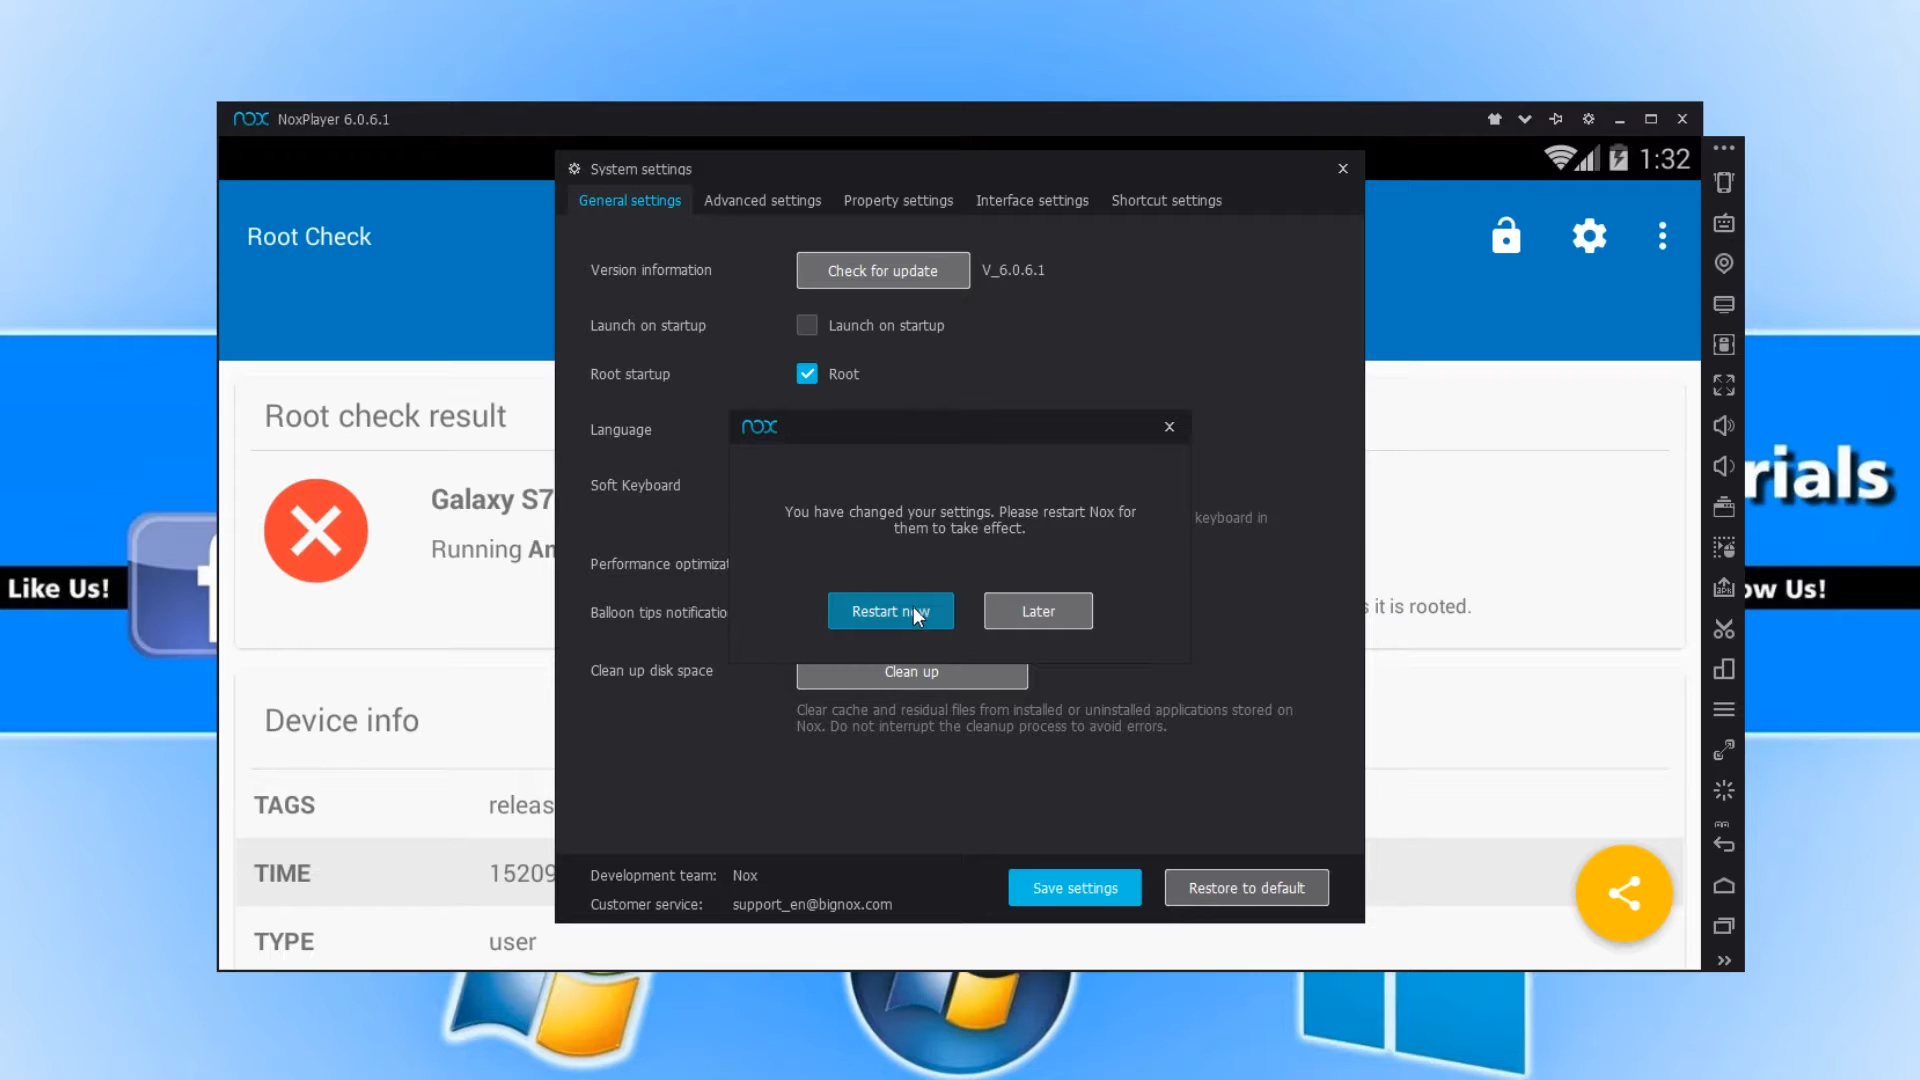 nox NoxPlayer 6.0.6.1
1:32
System settings
General settings Advanced settings Property settings Interface settings Shortcut settings
Root Check
Version information Check for update V_6.0.6.1
Launch on startup Launch on startup
Root startup Root
Language
Soft Keyboard
keyboard in
Performance optimizat
Balloon tips notificatio
Clean up disk space Clean up
Clear cache and residual files from installed or uninstalled applications stored on
Nox. Do not interrupt the cleanup process to avoid errors.
nox
You have changed your settings. Please restart Nox for
them to take effect.
Restart now Later
Development team: Nox
Customer service: support_en@bignox.com
Save settings Restore to default
Root check result
Galaxy S7
Running An
it is rooted.
Device info
TAGS releas
TIME 15209
TYPE user
Like Us!
rials
ow Us!